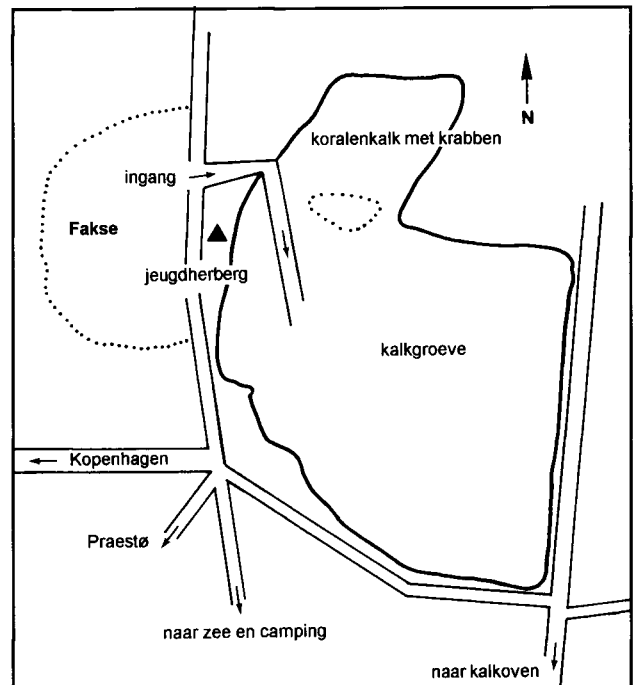 N
koralenkalk met krabben
ingang
Fakse
jeugdherberg
kalkgroeve
Kopenhagen
Praestø
naar zee en camping
naar kalkoven